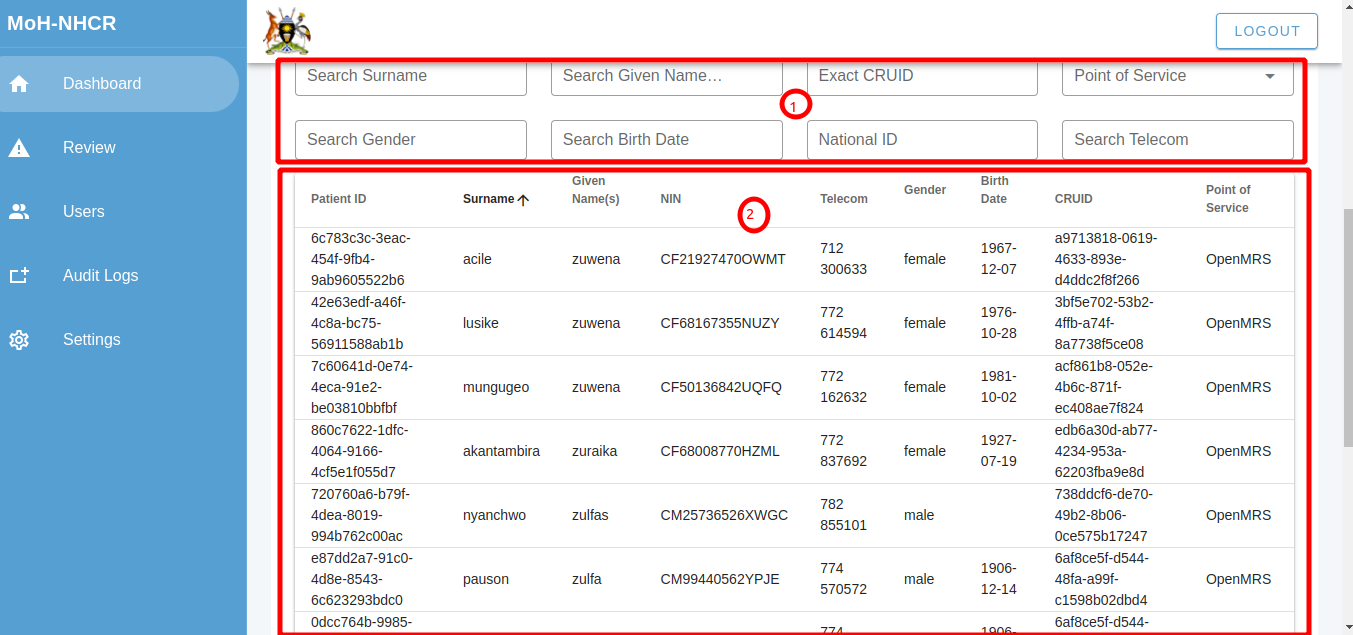 MoH-NHCR
LOGOUT
Dashboard
Review
Users
Audit Logs
Settings
Search Surname
Search Given Name…
Exact CRUID
Point of Service
1
Search Gender
Search Birth Date
National ID
Search Telecom
2
Patient ID
Surname
Given
Name(s)
NIN
Telecom
Gender
Birth
Date
CRUID
Point of
Service
6c783c3c-3eac-
454f-9fb4-
9ab9605522b6
acile
zuwena
CF21927470OWMT
712
300633
female
1967-
12-07
a9713818-0619-
4633-893e-
d4ddc2f8f266
OpenMRS
42e63edf-a46f-
4c8a-bc75-
56911588ab1b
lusike
zuwena
CF68167355NUZY
772
614594
female
1976-
10-28
3bf5e702-53b2-
4ffb-a74f-
8a7738f5ce08
OpenMRS
7c60641d-0e74-
4eca-91e2-
be03810bbfbf
mungugeo
zuwena
CF50136842UQFQ
772
162632
female
1981-
10-02
acf861b8-052e-
4b6c-871f-
ec408ae7f824
OpenMRS
860c7622-1dfc-
4064-9166-
4cf5e1f055d7
akantambira
zuraika
CF68008770HZML
772
837692
female
1927-
07-19
edb6a30d-ab77-
4234-953a-
62203fba9e8d
OpenMRS
720760a6-b79f-
4dea-8019-
994b762c00ac
nyanchwo
zulfas
CM25736526XWGC
782
855101
male
738ddcf6-de70-
49b2-8b06-
0ce575b17247
OpenMRS
e87dd2a7-91c0-
4d8e-8543-
6c623293bdc0
pauson
zulfa
CM99440562YPJE
774
570572
male
1906-
12-14
6af8ce5f-d544-
48fa-a99f-
c1598b02dbd4
OpenMRS
0dcc764b-9985-
774
1906-
6af8ce5f-d544-